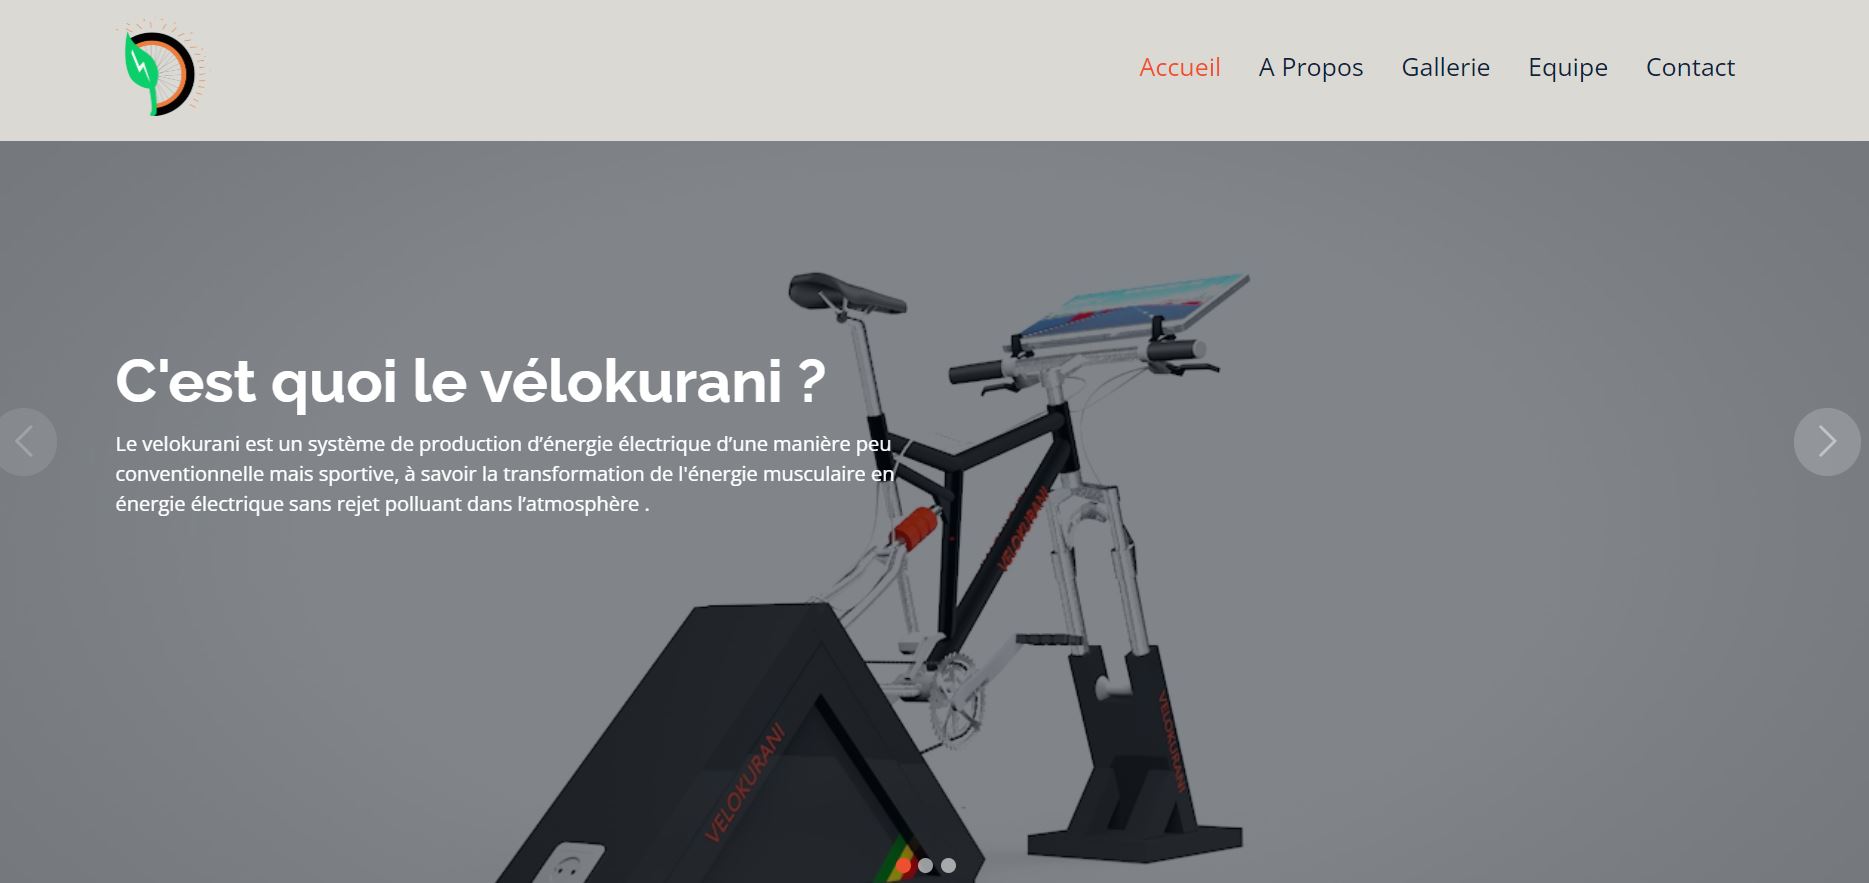 Accueil A Propos Gallerie Equipe Contact
C'est quoi le vélokurani ?
Le velokurani est un système de production d’énergie électrique d’une manière peu
conventionnelle mais sportive, à savoir la transformation de l'énergie musculaire en
énergie électrique sans rejet polluant dans l’atmosphère .
VELOKURANI
VELOKURANI
VELOKURANI